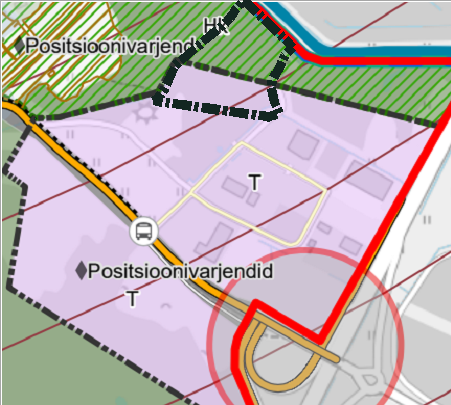 Hk
Positsioonivarjend
T
Positsioonivarjendid
T